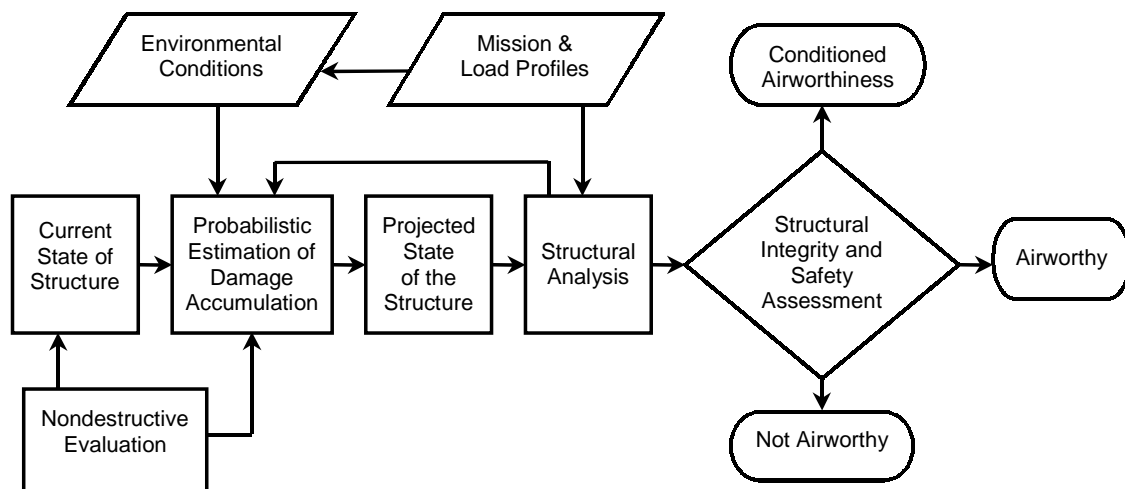 Environmental
Conditions
Mission &
Load Profiles
Conditioned
Airworthiness
Current
State of
Structure
Probabilistic
Estimation of
Damage
Accumulation
Projected
State
of the
Structure
Structural
Analysis
Structural
Integrity and
Safety
Assessment
Airworthy
Nondestructive
Evaluation
Not Airworthy